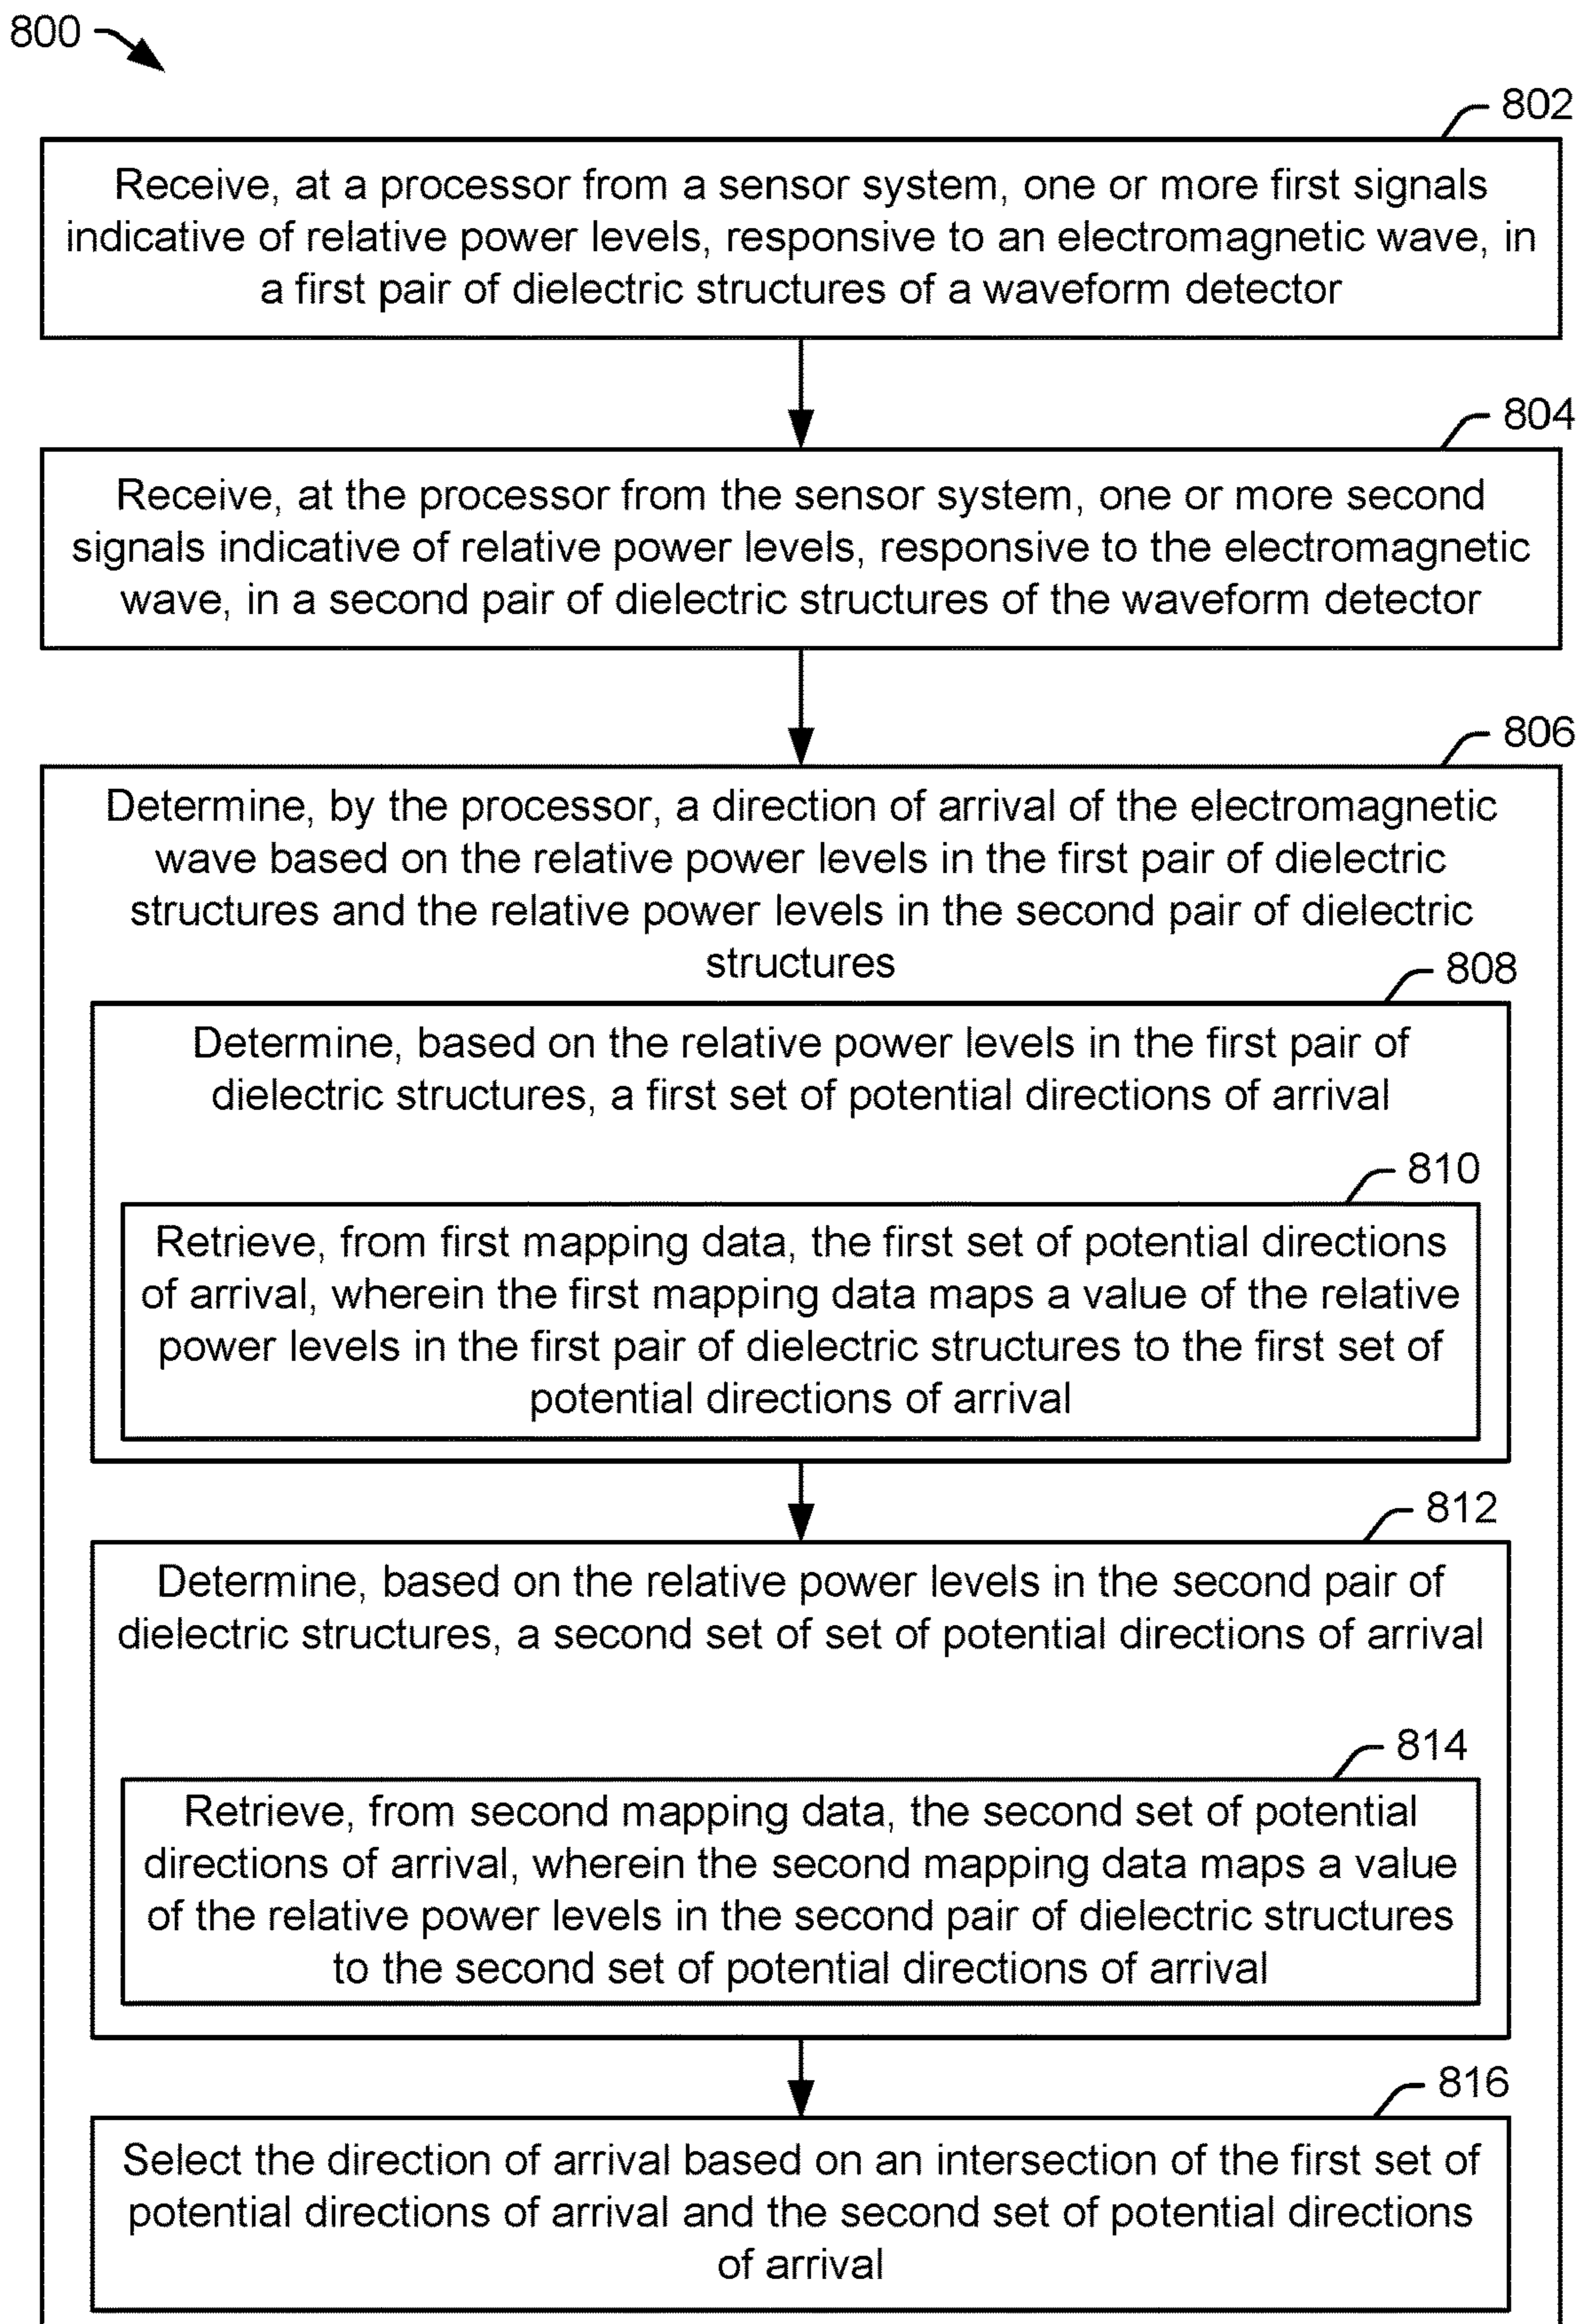 800
802
Receive, at a processor from a sensor system, one or more first signals
indicative of relative power levels, responsive to an electromagnetic wave, in
a first pair of dielectric structures of a waveform detector
804
Receive, at the processor from the sensor system, one or more second
signals indicative of relative power levels, responsive to the electromagnetic
wave, in a second pair of dielectric structures of the waveform detector
806
Determine, by the processor, a direction of arrival of the electromagnetic
wave based on the relative power levels in the first pair of dielectric
structures and the relative power levels in the second pair of dielectric
structures
808
Determine, based on the relative power levels in the first pair of
dielectric structures, a first set of potential directions of arrival
810
Retrieve, from first mapping data, the first set of potential directions
of arrival, wherein the first mapping data maps a value of the relative
power levels in the first pair of dielectric structures to the first set of
potential directions of arrival
812
Determine, based on the relative power levels in the second pair of
dielectric structures, a second set of set of potential directions of arrival
814
Retrieve, from second mapping data, the second set of potential
directions of arrival, wherein the second mapping data maps a value
of the relative power levels in the second pair of dielectric structures
to the second set of potential directions of arrival
816
Select the direction of arrival based on an intersection of the first set of
potential directions of arrival and the second set of potential directions
of arrival